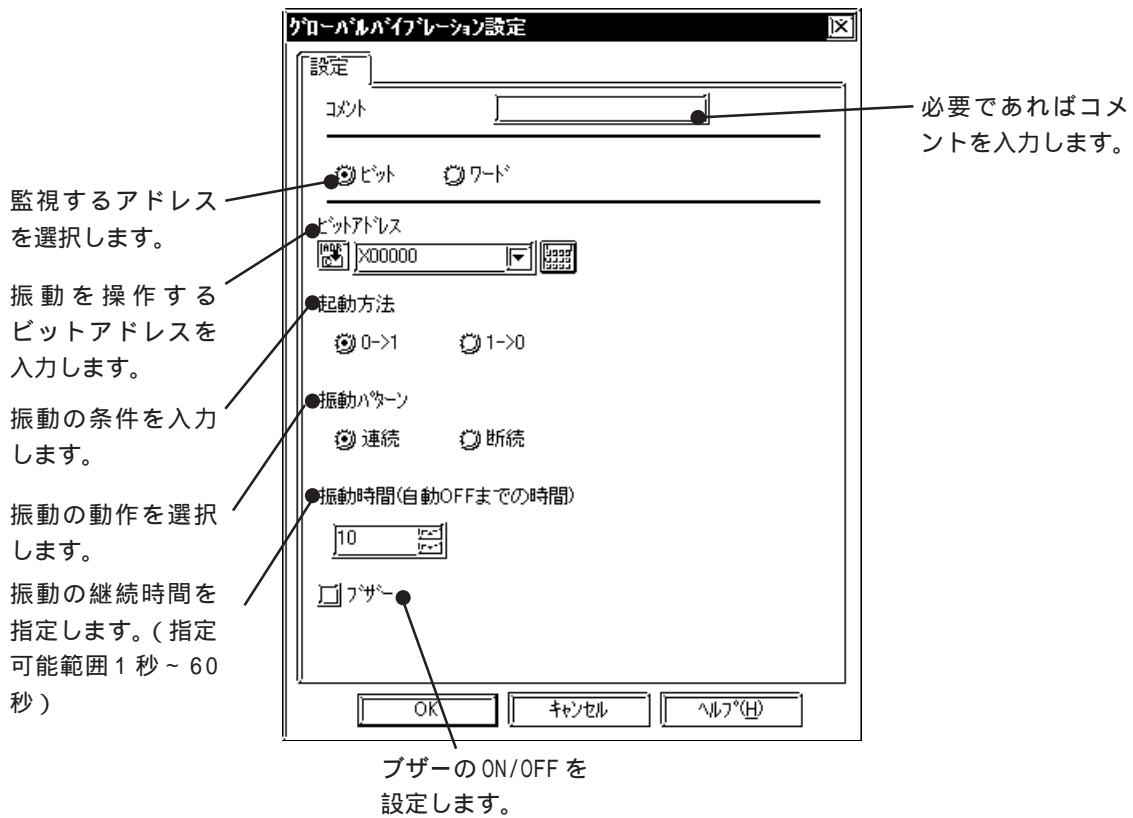 グローバルバイブレーション設定
設定
コメント
必要であればコメ
ントを入力します。
ビット ワード
監視するアドレス
を選択します。
ビットアドレス
X00000
振動を操作する
ビットアドレスを
入力します。
起動方法
0->1 1->0
振動の条件を入力
します。
振動パターン
連続 断続
振動の動作を選択
します。
振動時間(自動OFFまでの時間)
10
振動の継続時間を
指定します。(指定
可能範囲1秒~60
秒)
ブザー
OK キャンセル ヘルプ(H)
ブザーのON/OFFを
設定します。